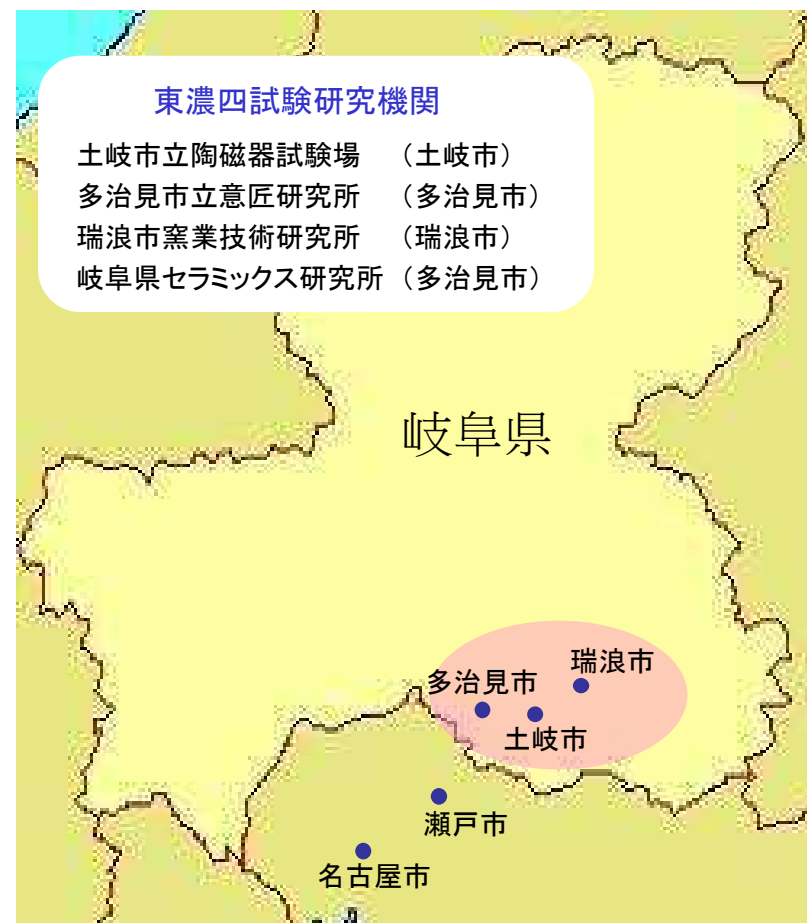 東濃四試験研究機関
土岐市立陶磁器試験場 （土岐市）
多治見市立意匠研究所 （多治見市）
瑞浪市窯業技術研究所 （瑞浪市）
岐阜県セラミックス研究所 （多治見市）
岐阜県
瑞浪市
多治見市
土岐市
瀬戸市
名古屋市